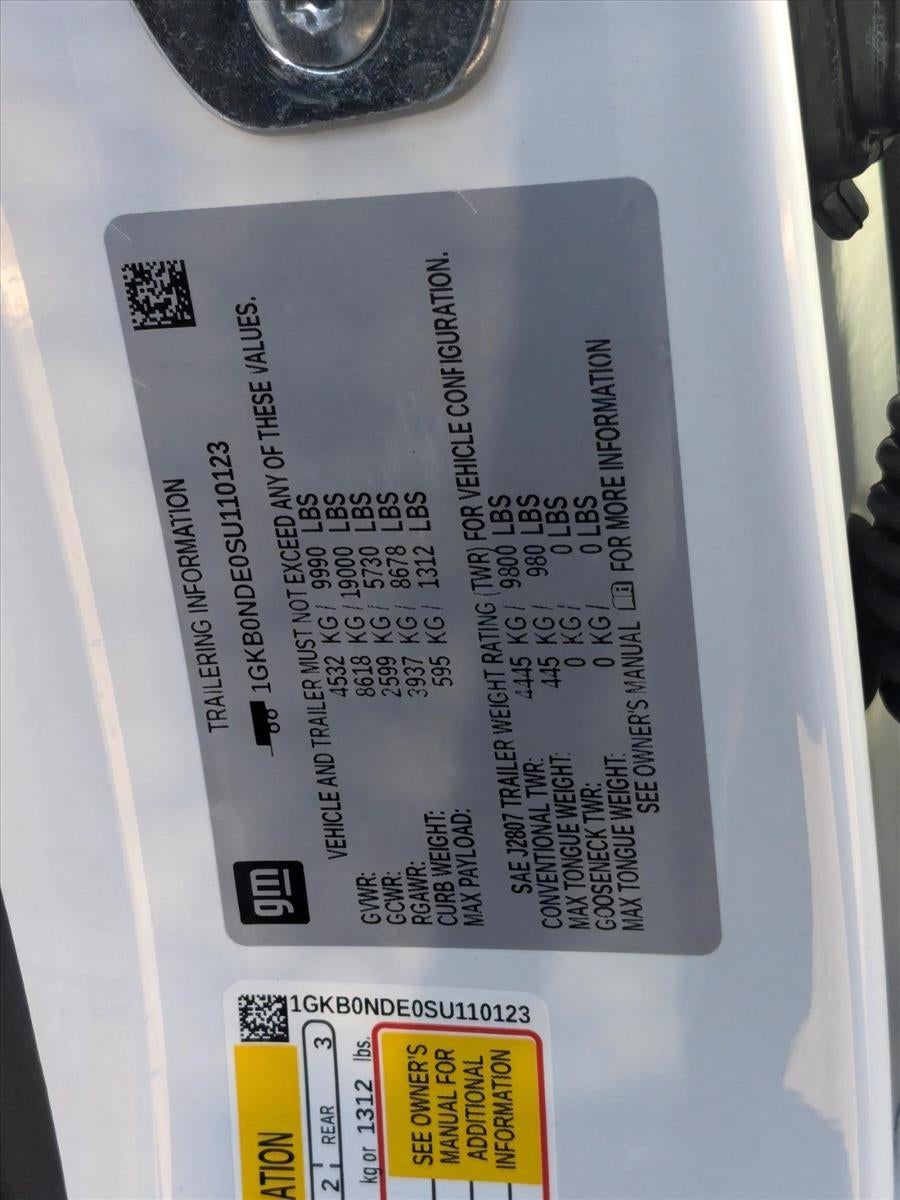 TRAILERING INFORMATION
gm
1GKB0NDE0SU110123
VEHICLE AND TRAILER MUST NOT EXCEED ANY OF THESE VALUES.
GVWR: 4532 KG / 9990 LBS
GCWR: 8618 KG / 19000 LBS
RGAWR: 2599 KG / 5730 LBS
CURB WEIGHT: 3937 KG / 8678 LBS
MAX PAYLOAD: 595 KG / 1312 LBS
SAE J2807 TRAILER WEIGHT RATING (TWR) FOR VEHICLE CONFIGURATION.
CONVENTIONAL TWR: 4445 KG / 9800 LBS
MAX TONGUE WEIGHT: 445 KG / 980 LBS
GOOSENECK TWR: 0 KG / 0 LBS
MAX TONGUE WEIGHT: 0 KG / 0 LBS
SEE OWNER'S MANUAL FOR MORE INFORMATION
1GKB0NDE0SU110123
2 REAR 3
kg or 1312 lbs.
SEE OWNER'S
MANUAL FOR
ADDITIONAL
INFORMATION